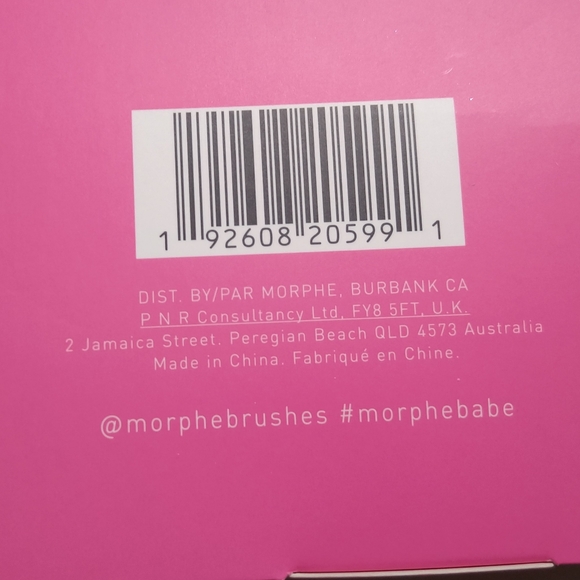 1 92608 20599 1
DIST. BY/PAR MORPHE, BURBANK CA
P N R Consultancy Ltd, FY8 5FT, U.K.
2 Jamaica Street. Peregian Beach QLD 4573 Australia
Made in China. Fabriqué en Chine.
@morphebrushes #morphebabe